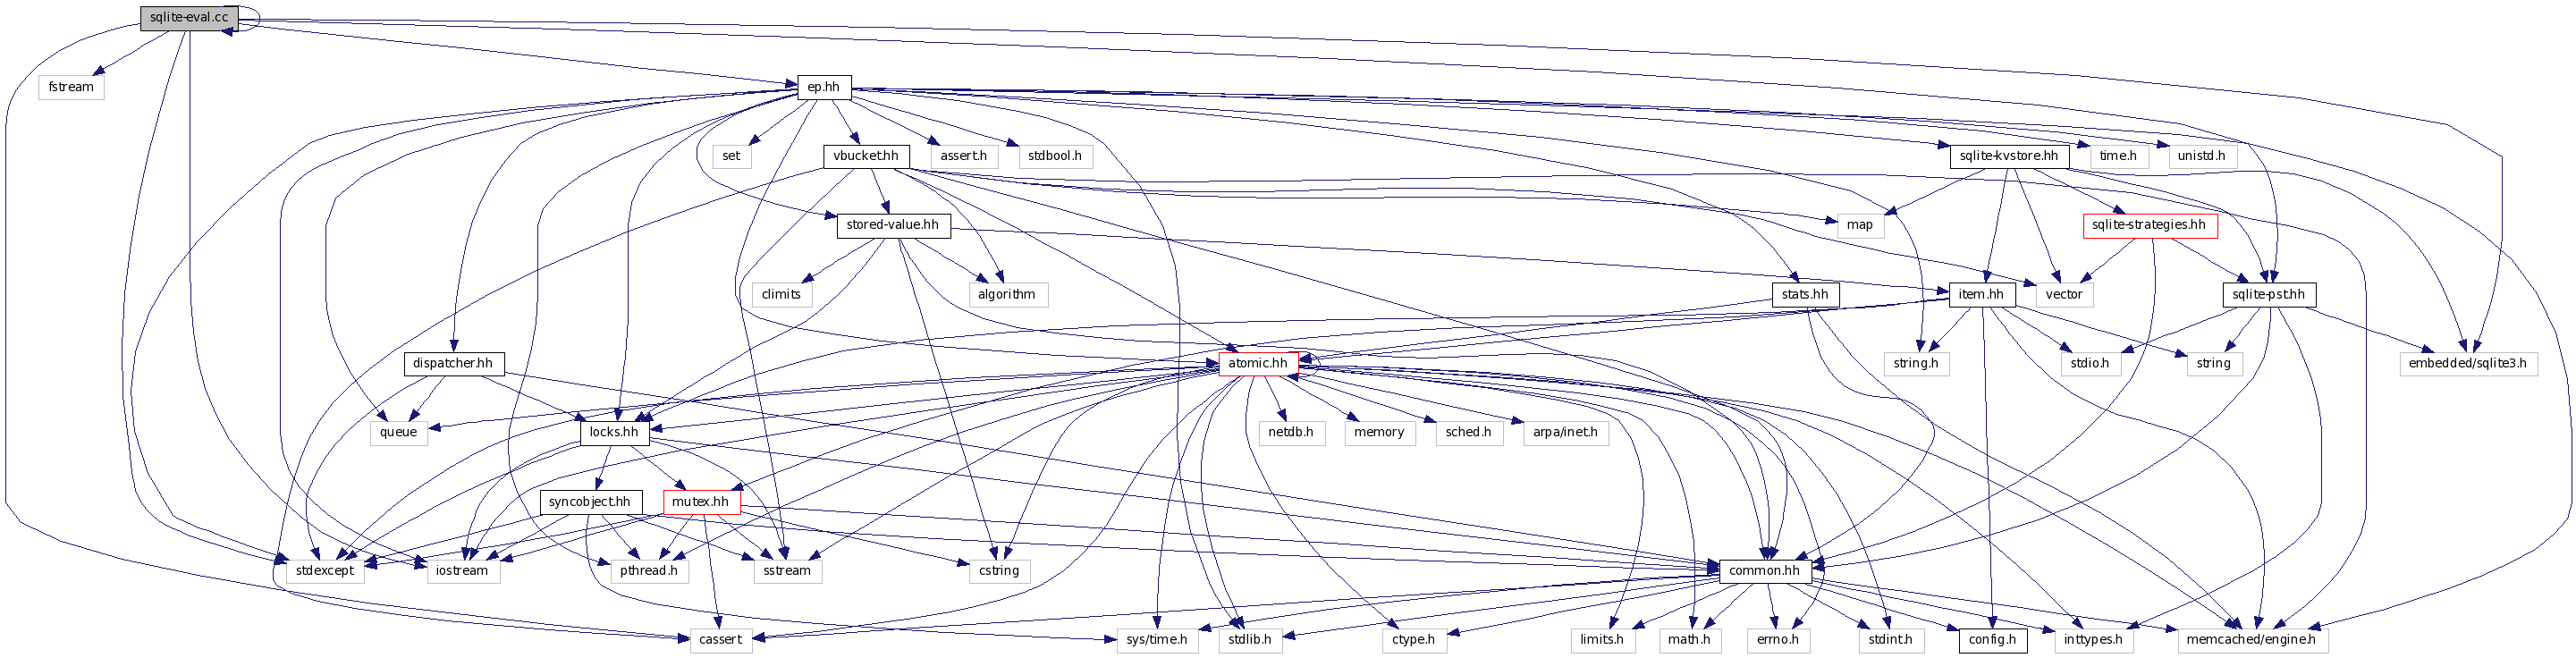 sqlite-eval.cc
fstream
ep.hh
set
vbucket.hh
assert.h
stdbool.h
sqlite-kvstore.hh
time.h
unistd.h
stored-value.hh
map
sqlite-strategies.hh
climits
algorithm
stats.hh
item.hh
vector
sqlite-pst.hh
dispatcher.hh
atomic.hh
string.h
stdio.h
string
embedded/sqlite3.h
queue
locks.hh
netdb.h
memory
sched.h
arpa/inet.h
syncobject.hh
mutex.hh
stdexcept
iostream
pthread.h
sstream
cstring
common.hh
cassert
sys/time.h
stdlib.h
ctype.h
limits.h
math.h
errno.h
stdint.h
config.h
inttypes.h
memcached/engine.h